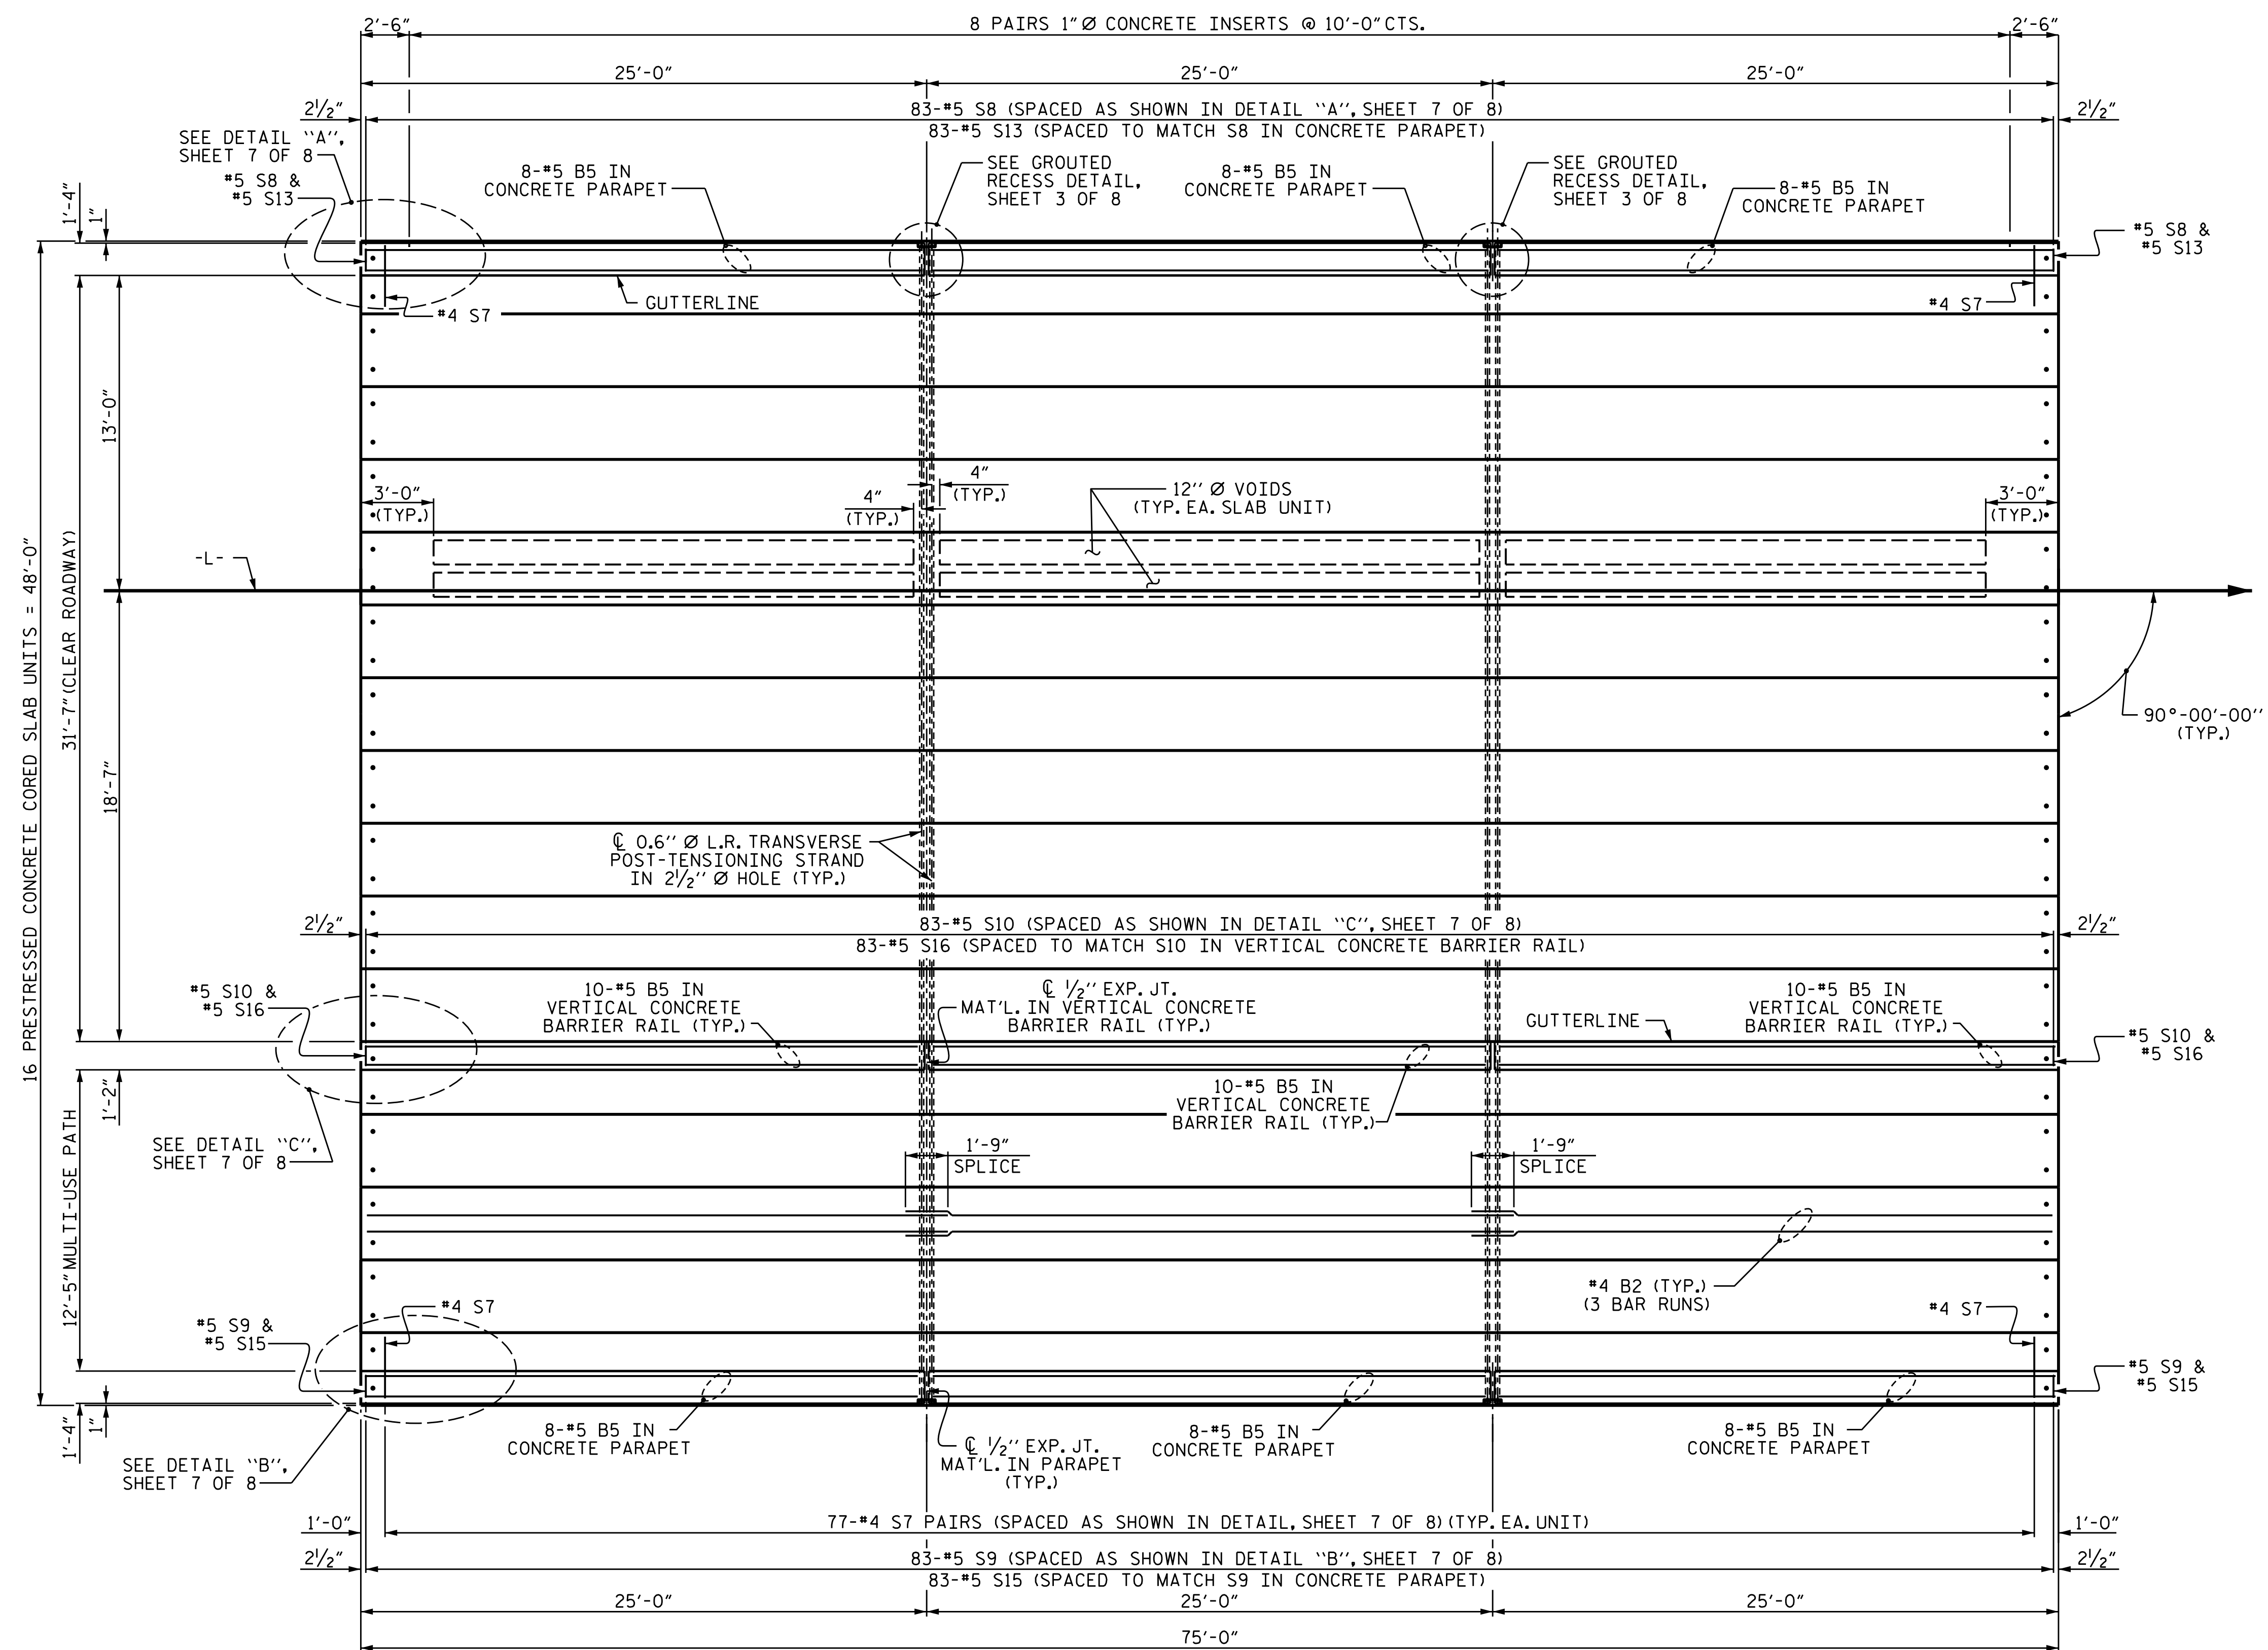 2'-6"
8 PAIRS 1" Ø CONCRETE INSERTS @ 10'-0" CTS.
2'-6"
25'-0"
25'-0"
25'-0"
2 1/2"
83-#5 S8 (SPACED AS SHOWN IN DETAIL "A", SHEET 7 OF 8)
83-#5 S13 (SPACED TO MATCH S8 IN CONCRETE PARAPET)
2 1/2"
SEE DETAIL "A",
SHEET 7 OF 8
#5 S8 &
#5 S13
8-#5 B5 IN
CONCRETE PARAPET
SEE GROUTED
RECESS DETAIL,
SHEET 3 OF 8
8-#5 B5 IN
CONCRETE PARAPET
SEE GROUTED
RECESS DETAIL,
SHEET 3 OF 8
8-#5 B5 IN
CONCRETE PARAPET
1'-4"
1"
#5 S8 &
#5 S13
GUTTERLINE
#4 S7
#4 S7
13'-0"
3'-0"
(TYP.)
4"
(TYP.)
4"
(TYP.)
12" Ø VOIDS
(TYP. EA. SLAB UNIT)
3'-0"
(TYP.)
-L-
16 PRESTRESSED CONCRETE CORED SLAB UNITS = 48'-0"
31'-7" (CLEAR ROADWAY)
18'-7"
90°-00'-00"
(TYP.)
℄ 0.6" Ø L.R. TRANSVERSE
POST-TENSIONING STRAND
IN 2 1/2" Ø HOLE (TYP.)
2 1/2"
83-#5 S10 (SPACED AS SHOWN IN DETAIL "C", SHEET 7 OF 8)
83-#5 S16 (SPACED TO MATCH S10 IN VERTICAL CONCRETE BARRIER RAIL)
2 1/2"
#5 S10 &
#5 S16
10-#5 B5 IN
VERTICAL CONCRETE
BARRIER RAIL (TYP.)
℄ 1/2" EXP. JT.
MAT'L. IN VERTICAL CONCRETE
BARRIER RAIL (TYP.)
GUTTERLINE
10-#5 B5 IN
VERTICAL CONCRETE
BARRIER RAIL (TYP.)
#5 S10 &
#5 S16
1'-2"
10-#5 B5 IN
VERTICAL CONCRETE
BARRIER RAIL (TYP.)
SEE DETAIL "C",
SHEET 7 OF 8
1'-9"
SPLICE
1'-9"
SPLICE
12'-5" MULTI-USE PATH
#4 B2 (TYP.)
(3 BAR RUNS)
#4 S7
#4 S7
#5 S9 &
#5 S15
#5 S9 &
#5 S15
1'-4"
1"
8-#5 B5 IN
CONCRETE PARAPET
℄ 1/2" EXP. JT.
MAT'L. IN PARAPET
(TYP.)
8-#5 B5 IN
CONCRETE PARAPET
8-#5 B5 IN
CONCRETE PARAPET
SEE DETAIL "B",
SHEET 7 OF 8
1'-0"
77-#4 S7 PAIRS (SPACED AS SHOWN IN DETAIL, SHEET 7 OF 8) (TYP. EA. UNIT)
1'-0"
2 1/2"
83-#5 S9 (SPACED AS SHOWN IN DETAIL "B", SHEET 7 OF 8)
83-#5 S15 (SPACED TO MATCH S9 IN CONCRETE PARAPET)
2 1/2"
25'-0"
25'-0"
25'-0"
75'-0"